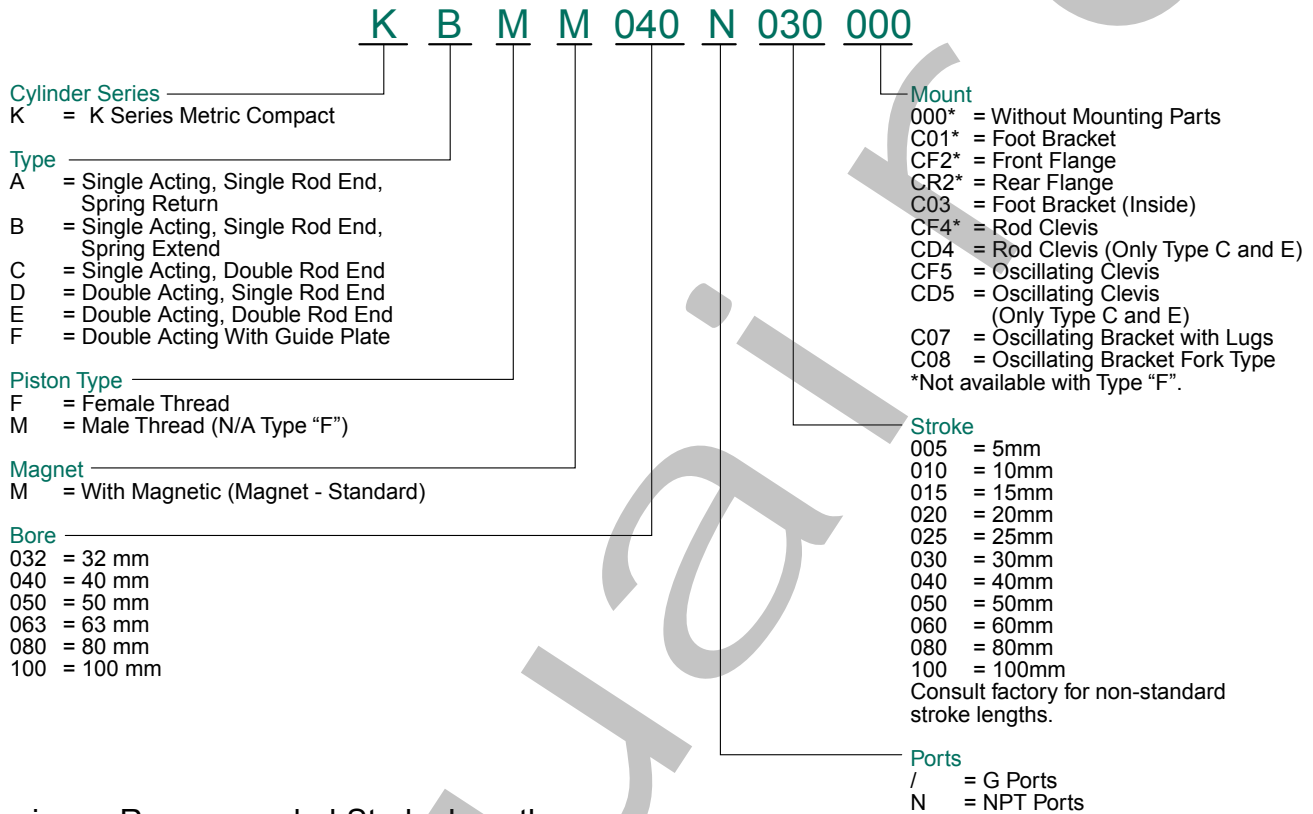 K B M M 040 N 030 000
Cylinder Series
K = K Series Metric Compact
Type
A = Single Acting, Single Rod End,
Spring Return
B = Single Acting, Single Rod End,
Spring Extend
C = Single Acting, Double Rod End
D = Double Acting, Single Rod End
E = Double Acting, Double Rod End
F = Double Acting With Guide Plate
Piston Type
F = Female Thread
M = Male Thread (N/A Type “F”)
Magnet
M = With Magnetic (Magnet - Standard)
Bore
032 = 32 mm
040 = 40 mm
050 = 50 mm
063 = 63 mm
080 = 80 mm
100 = 100 mm
Mount
000* = Without Mounting Parts
C01* = Foot Bracket
CF2* = Front Flange
CR2* = Rear Flange
C03 = Foot Bracket (Inside)
CF4* = Rod Clevis
CD4 = Rod Clevis (Only Type C and E)
CF5 = Oscillating Clevis
CD5 = Oscillating Clevis
(Only Type C and E)
C07 = Oscillating Bracket with Lugs
C08 = Oscillating Bracket Fork Type
*Not available with Type “F”.
Stroke
005 = 5mm
010 = 10mm
015 = 15mm
020 = 20mm
025 = 25mm
030 = 30mm
040 = 40mm
050 = 50mm
060 = 60mm
080 = 80mm
100 = 100mm
Consult factory for non-standard
stroke lengths.
Ports
/ = G Ports
N = NPT Ports